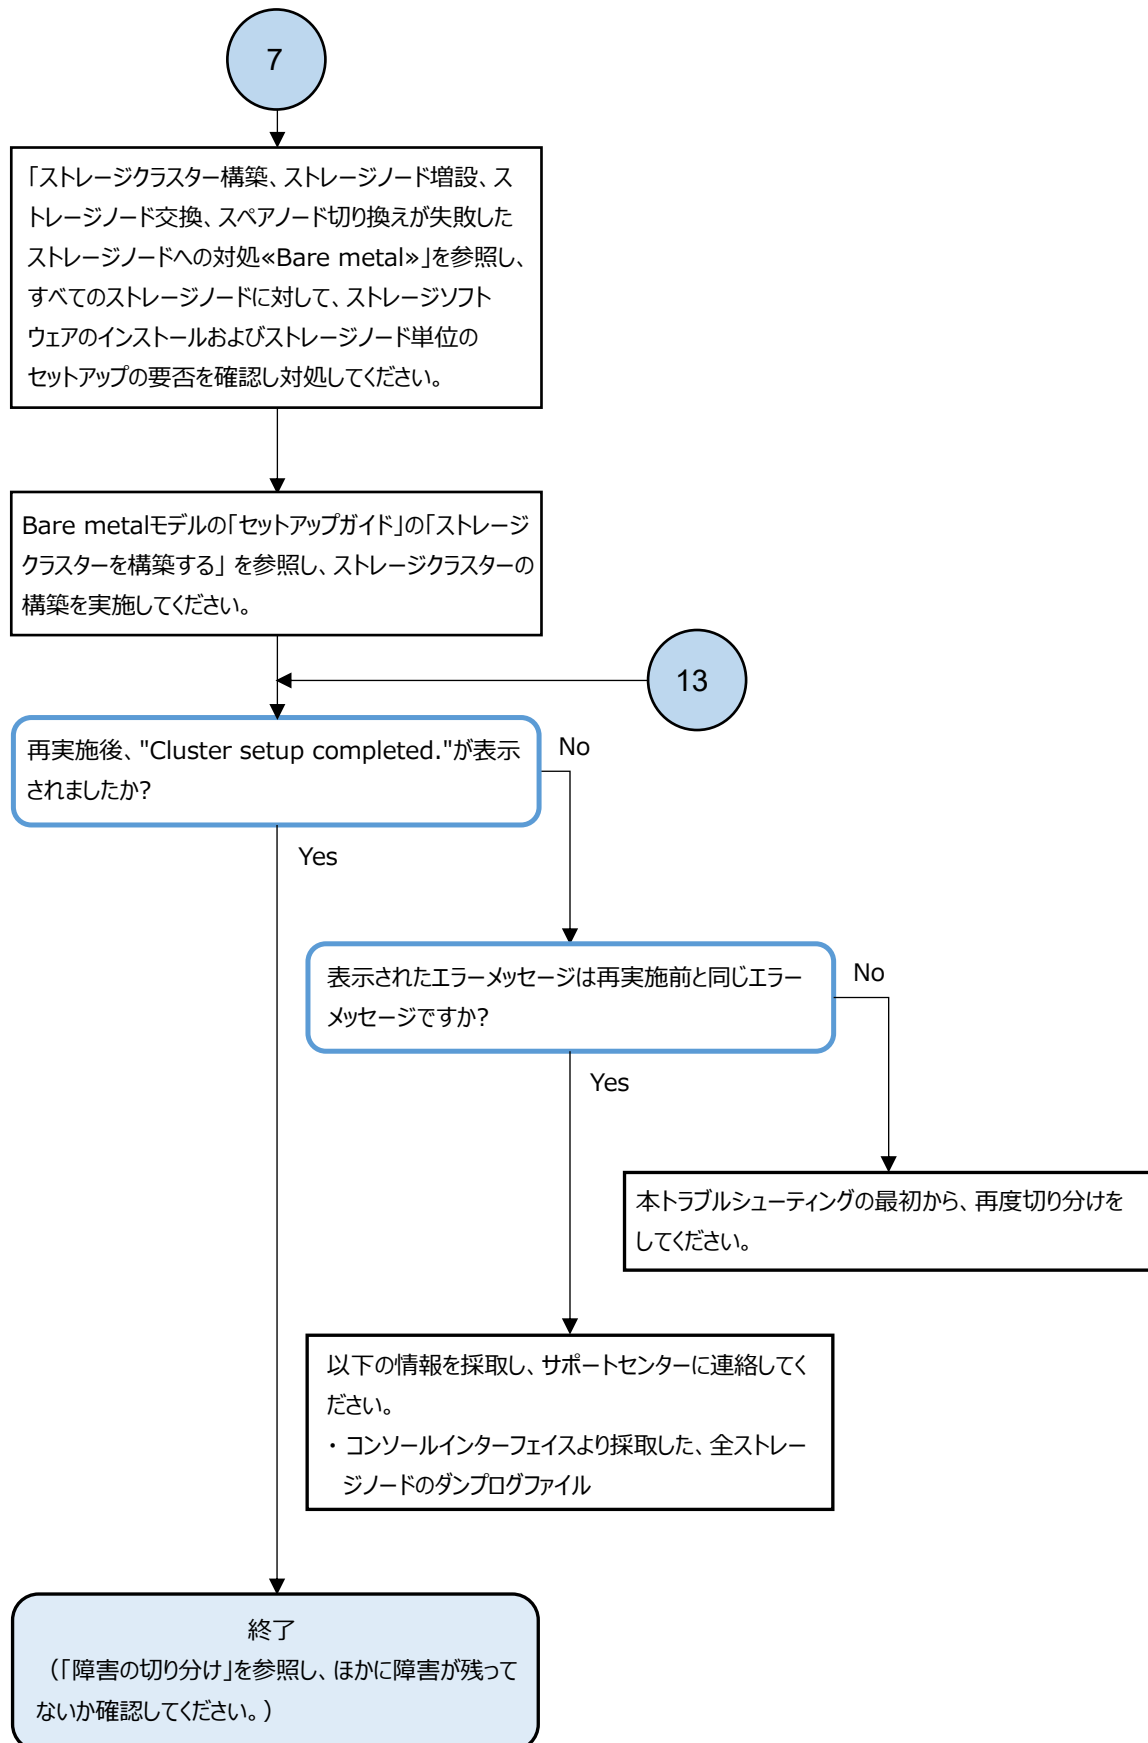 7
「ストレージクラスター構築、ストレージノード増設、ス
トレージノード交換、スペアノード切り換えが失敗した
ストレージノードへの対処«Bare metal»」を参照し、
すべてのストレージノードに対して、ストレージソフト
ウェアのインストールおよびストレージノード単位の
セットアップの要否を確認し対処してください。
Bare metalモデルの「セットアップガイド」の「ストレージ
クラスターを構築する」 を参照し、ストレージクラスターの
構築を実施してください。
13
再実施後、"Cluster setup completed."が表示
されましたか?
No
Yes
表示されたエラーメッセージは再実施前と同じエラー
メッセージですか?
No
Yes
本トラブルシューティングの最初から、再度切り分けを
してください。
以下の情報を採取し、サポートセンターに連絡してく
ださい。
・ コンソールインターフェイスより採取した、全ストレー
ジノードのダンプログファイル
終了
（「障害の切り分け」を参照し、ほかに障害が残って
ないか確認してください。）